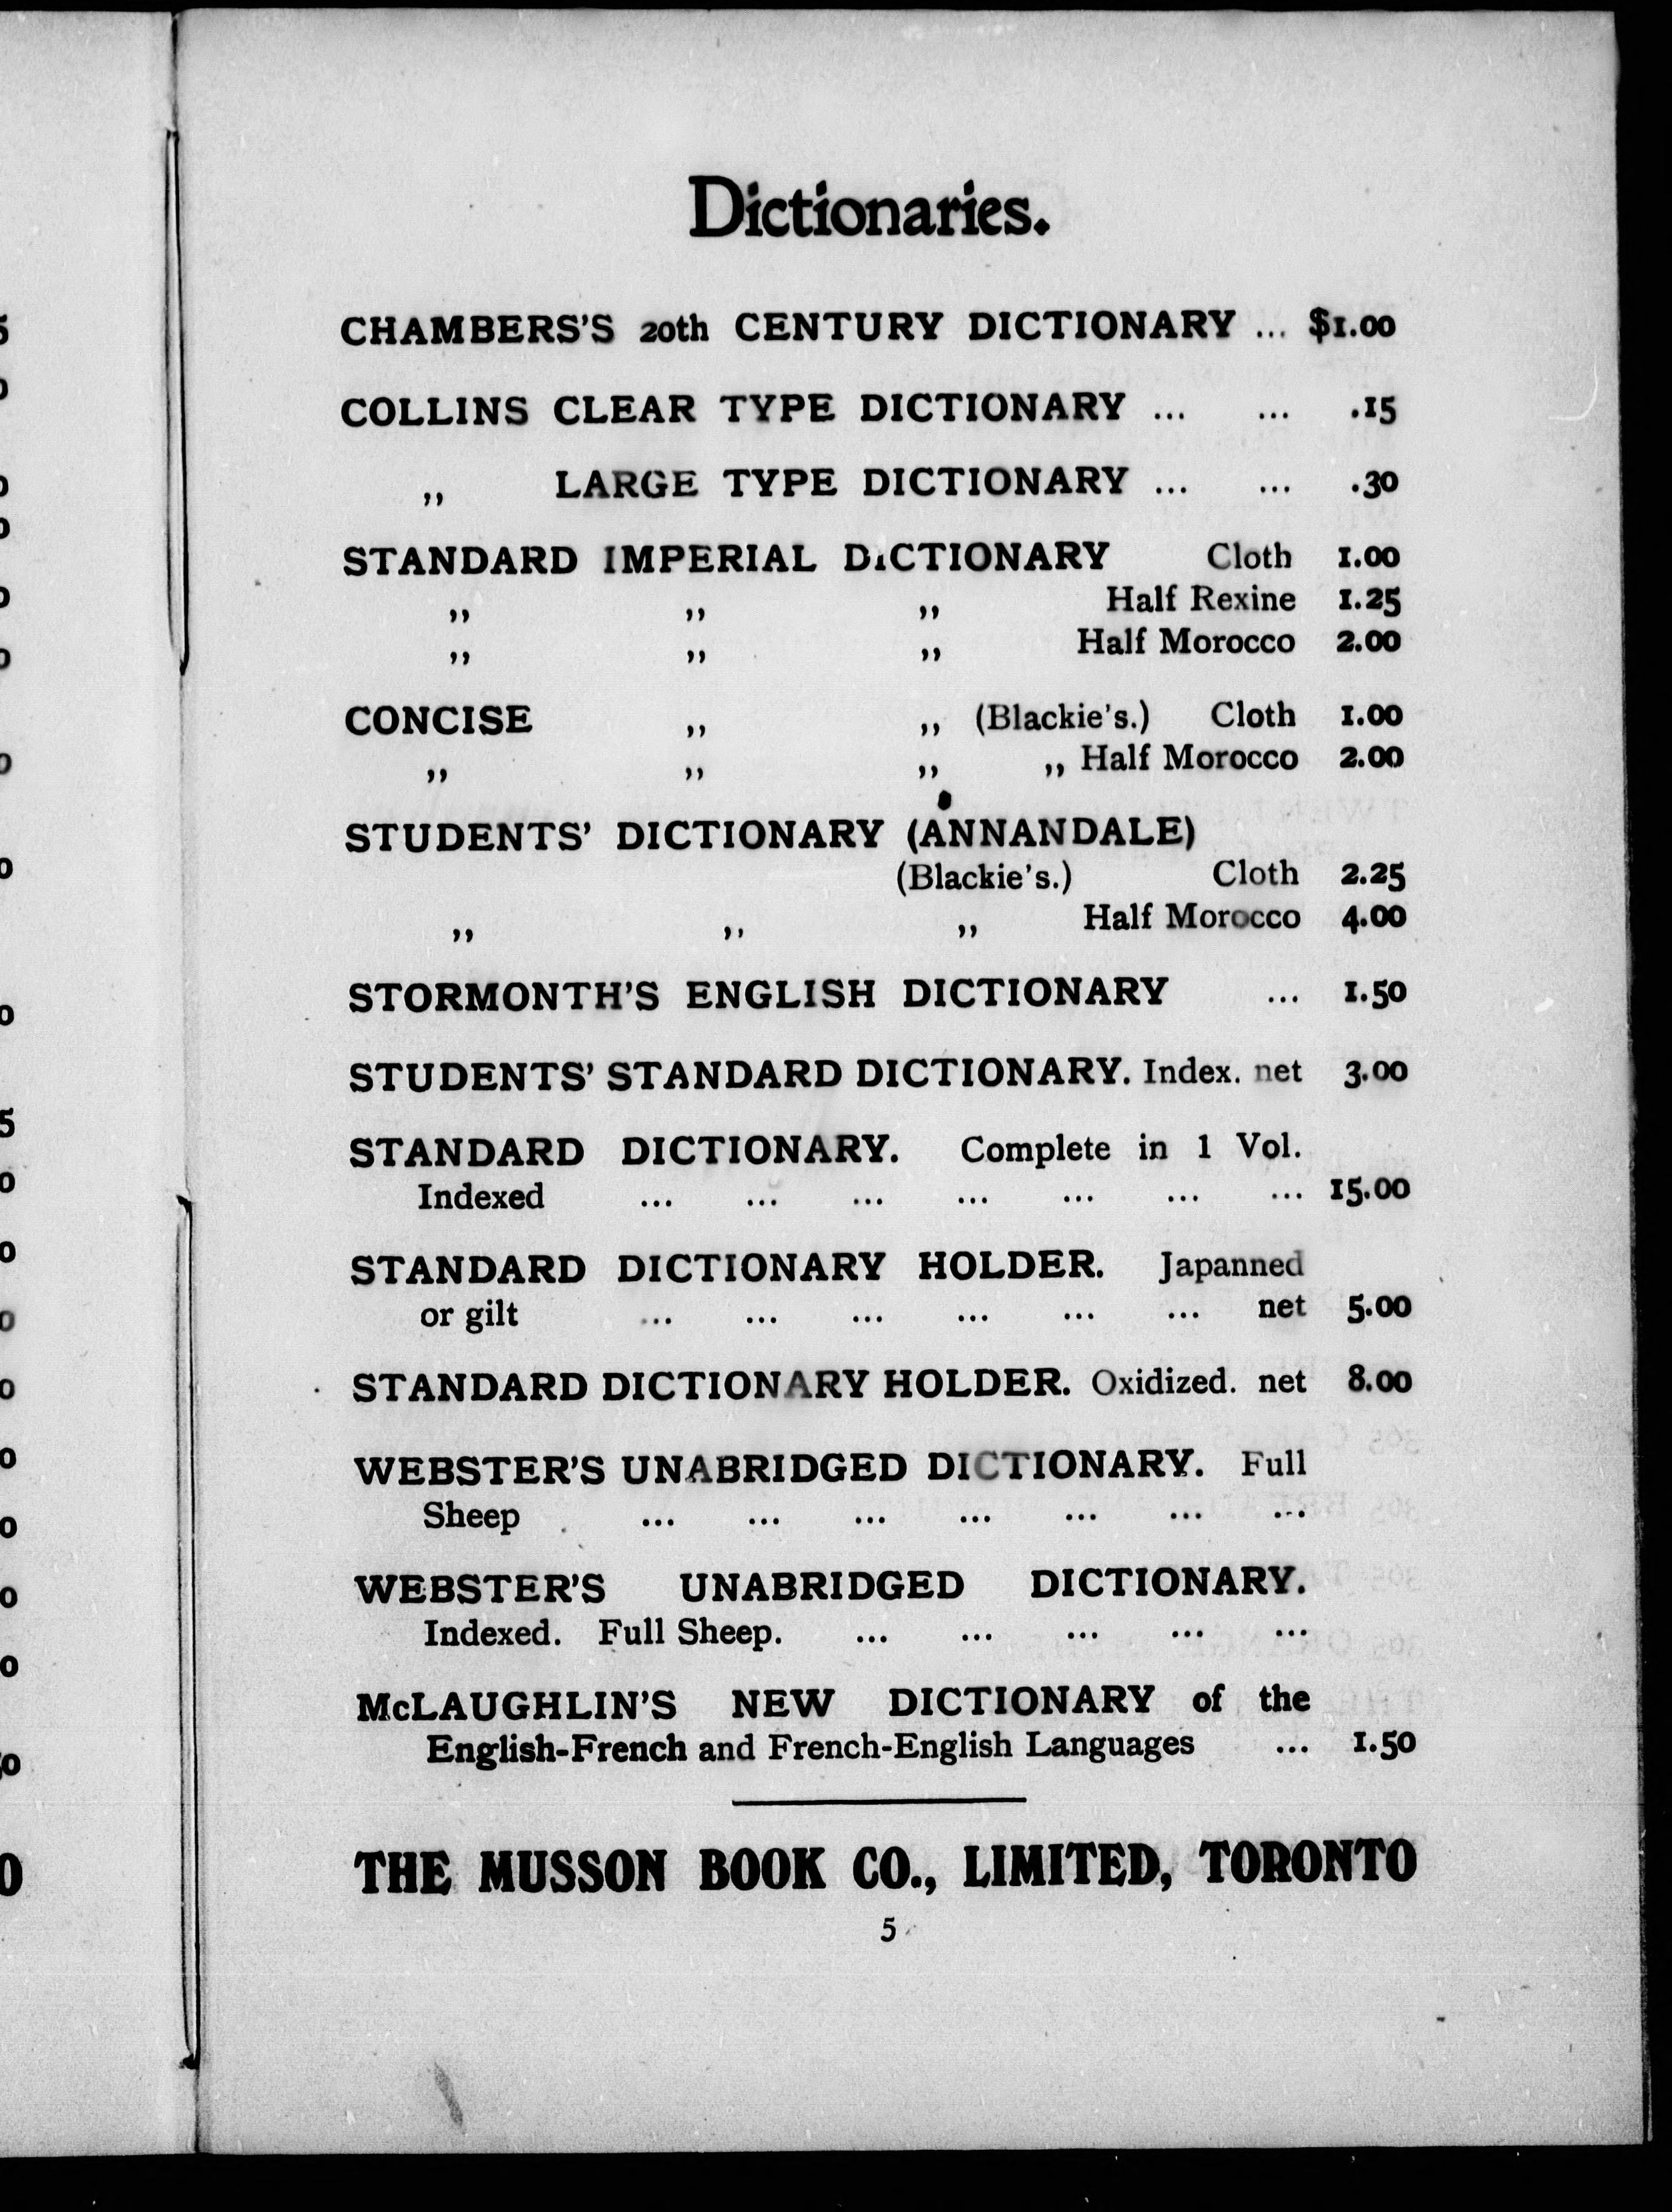 Dictionaries.
CHAMBERS'S 20th CENTURY DICTIONARY ... $1.00
COLLINS CLEAR TYPE DICTIONARY ... ... .15
,, LARGE TYPE DICTIONARY ... ... .30
STANDARD IMPERIAL DICTIONARY Cloth 1.00
,, ,, ,, Half Rexine 1.25
,, ,, ,, Half Morocco 2.00
CONCISE ,, ,, (Blackie's.) Cloth 1.00
,, ,, ,, ,, Half Morocco 2.00
STUDENTS' DICTIONARY (ANNANDALE)
(Blackie's.) Cloth 2.25
,, ,, ,, Half Morocco 4.00
STORMONTH'S ENGLISH DICTIONARY ... 1.50
STUDENTS' STANDARD DICTIONARY. Index. net 3.00
STANDARD DICTIONARY. Complete in 1 Vol.
Indexed ... ... ... ... ... ... ... 15.00
STANDARD DICTIONARY HOLDER. Japanned
or gilt ... ... ... ... ... ... net 5.00
STANDARD DICTIONARY HOLDER. Oxidized. net 8.00
WEBSTER'S UNABRIDGED DICTIONARY. Full
Sheep ... ... ... ... ... ... ...
WEBSTER'S UNABRIDGED DICTIONARY.
Indexed. Full Sheep. ... ... ... ... ...
McLAUGHLIN'S NEW DICTIONARY of the
English-French and French-English Languages ... 1.50
THE MUSSON BOOK CO., LIMITED, TORONTO
5